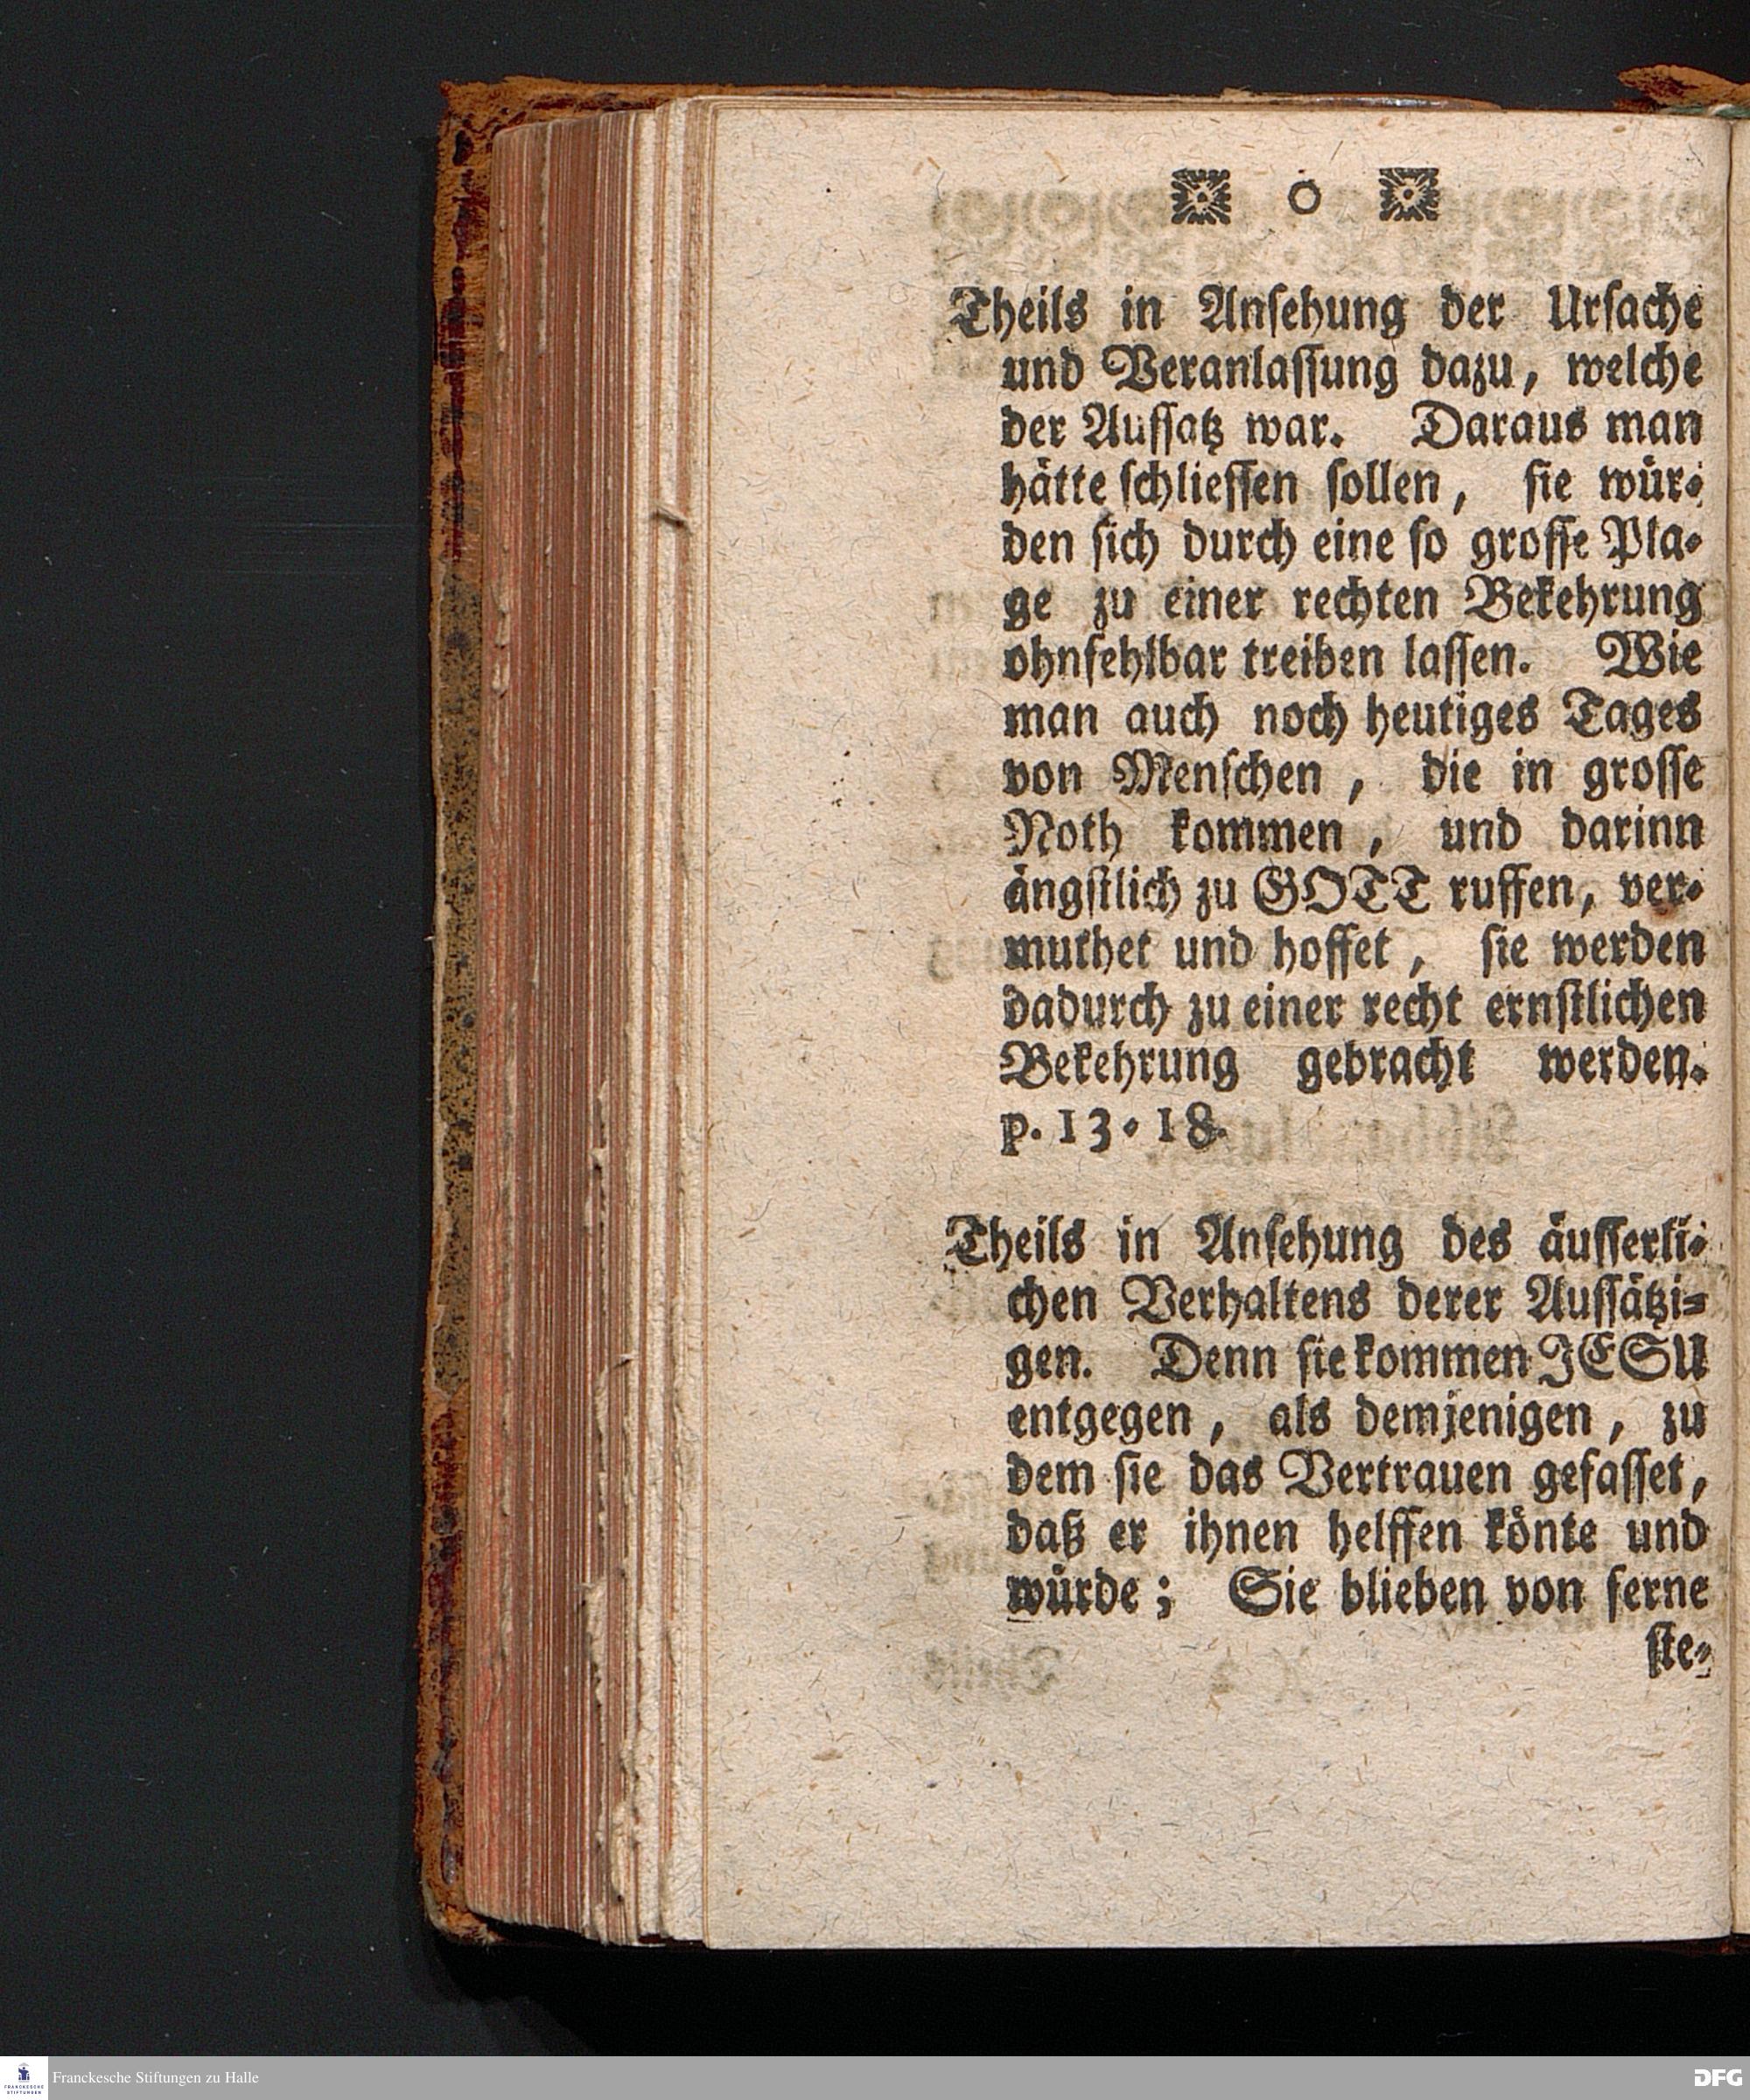 o
Theils in Anſehung der Urſache
und Veranlaſſung dazu, welche
der Auſſatz war. Daraus man
hätte ſchlieſſen ſollen, ſie wür-
den ſich durch eine ſo groſſe Pla-
ge zu einer rechten Bekehrung
ohnfehlbar treiben laſſen. Wie
man auch noch heutiges Tages
von Menſchen, die in groſſe
Noth kommen, und darinn
ängſtlich zu GOTT ruffen, ver-
muthet und hoffet, ſie werden
dadurch zu einer recht ernſtlichen
Bekehrung gebracht werden.
p. 13-18.
Theils in Anſehung des äuſſerli-
chen Verhaltens derer Auſſätzi-
gen. Denn ſie kommen JESU
entgegen, als demjenigen, zu
dem ſie das Vertrauen gefaſſet,
daß er ihnen helffen könte und
würde; Sie blieben von ferne
ſte-
FRANCKESCHE
STIFTUNGEN
Franckesche Stiftungen zu Halle
DFG